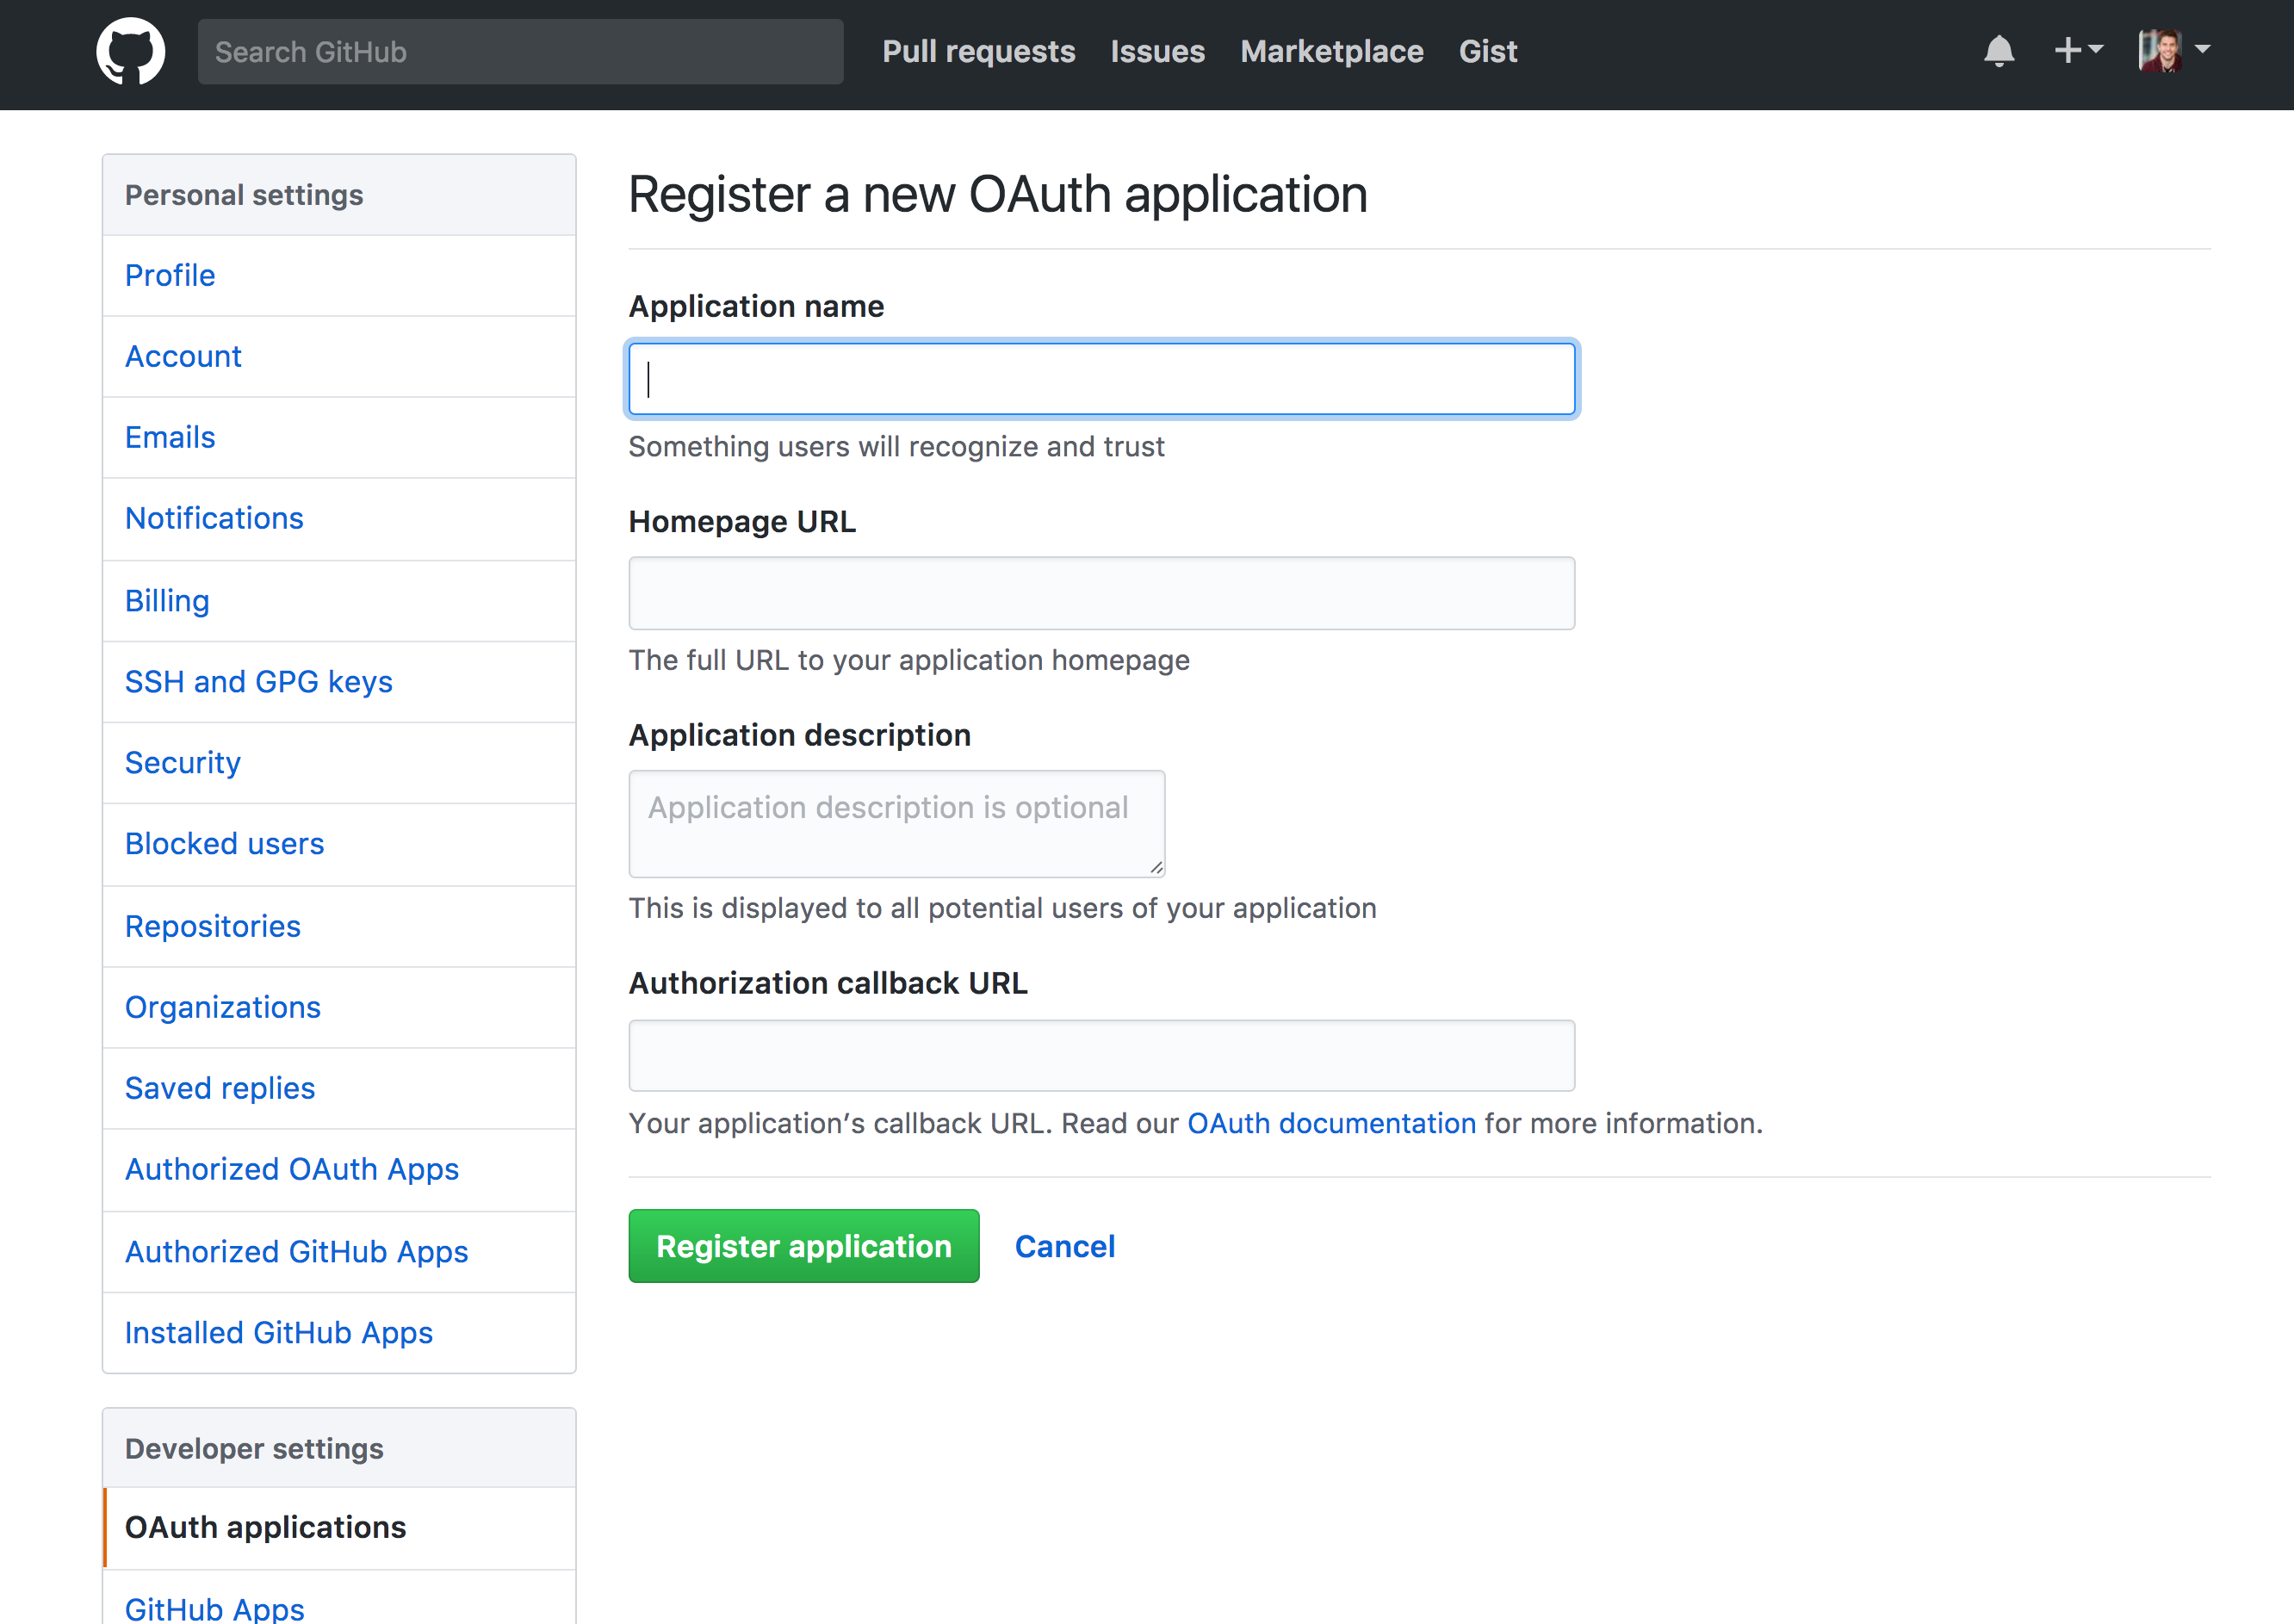 Search GitHub
Pull requests
Issues
Marketplace
Gist
Personal settings
Profile
Account
Emails
Notifications
Billing
SSH and GPG keys
Security
Blocked users
Repositories
Organizations
Saved replies
Authorized OAuth Apps
Authorized GitHub Apps
Installed GitHub Apps
Developer settings
OAuth applications
GitHub Apps
Register a new OAuth application
Application name
Something users will recognize and trust
Homepage URL
The full URL to your application homepage
Application description
Application description is optional
This is displayed to all potential users of your application
Authorization callback URL
Your application’s callback URL. Read our OAuth documentation for more information.
Register application
Cancel